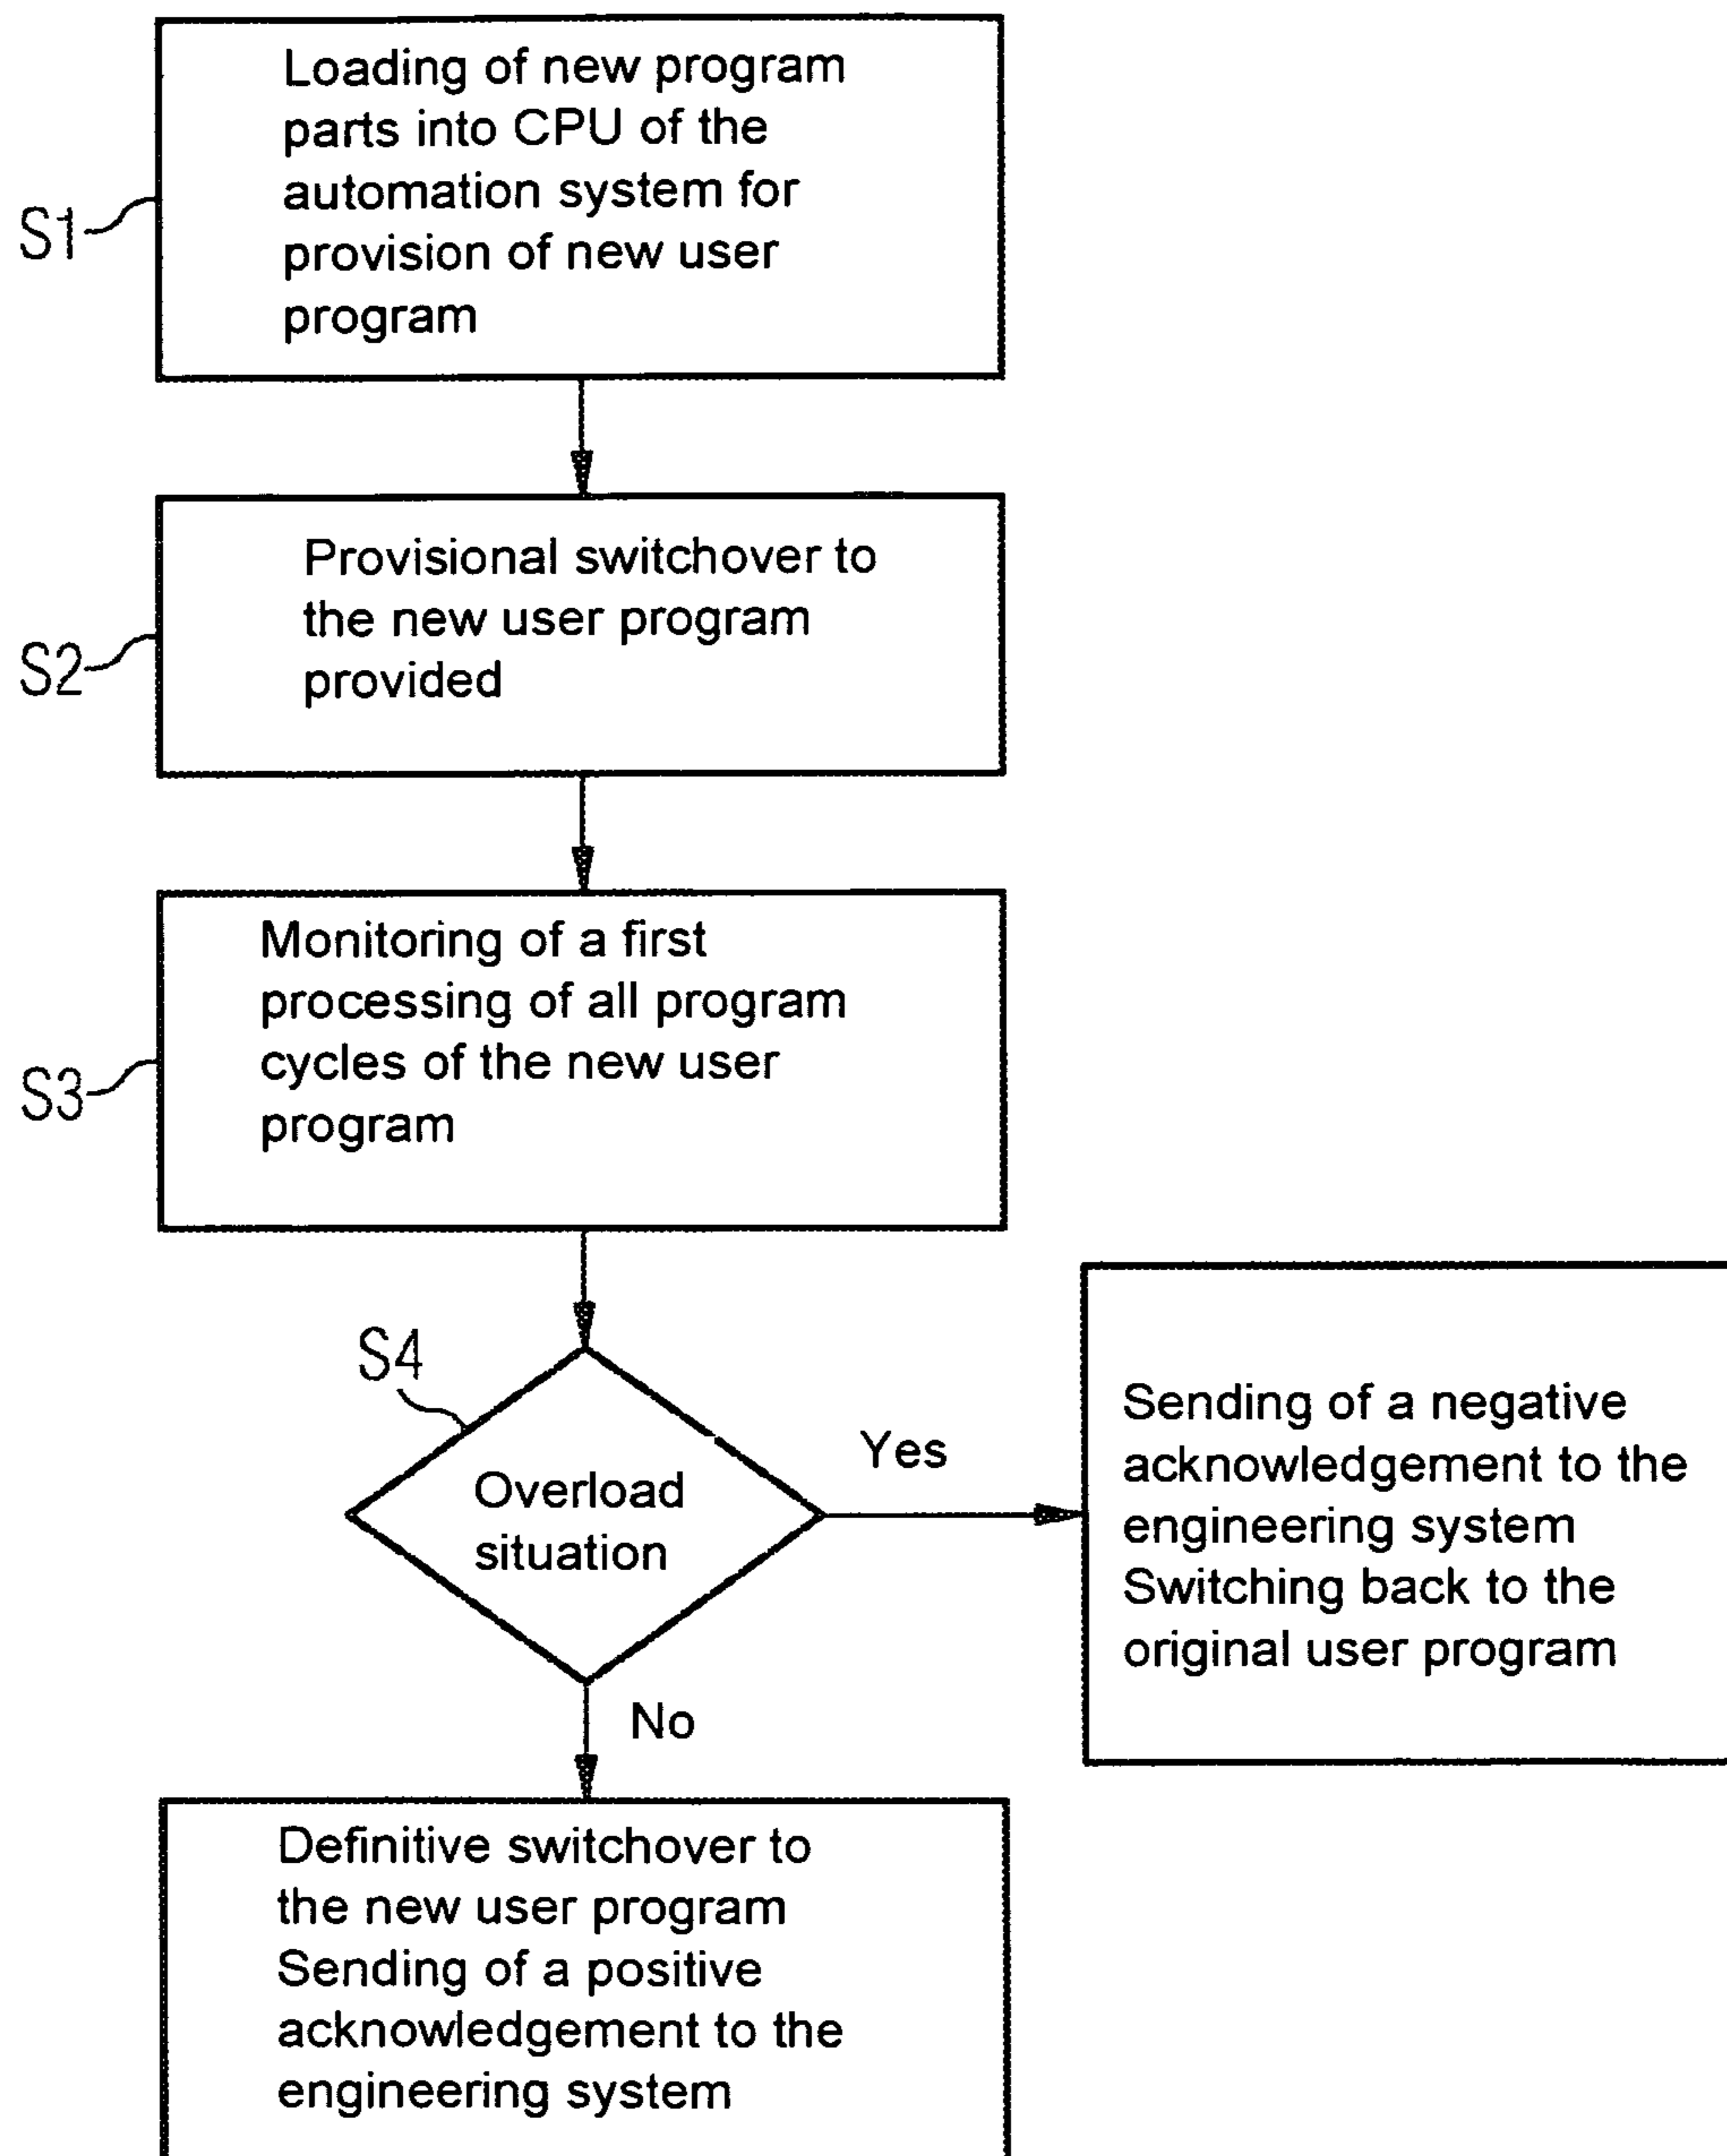 Loading of new program
parts into CPU of the
automation system for
provision of new user
program
S1
Provisional switchover to
the new user program
provided
S2
Monitoring of a first
processing of all program
cycles of the new user
program
S3
S4
Overload
situation
Yes
Sending of a negative
acknowledgement to the
engineering system
Switching back to the
original user program
No
Definitive switchover to
the new user program
Sending of a positive
acknowledgement to the
engineering system